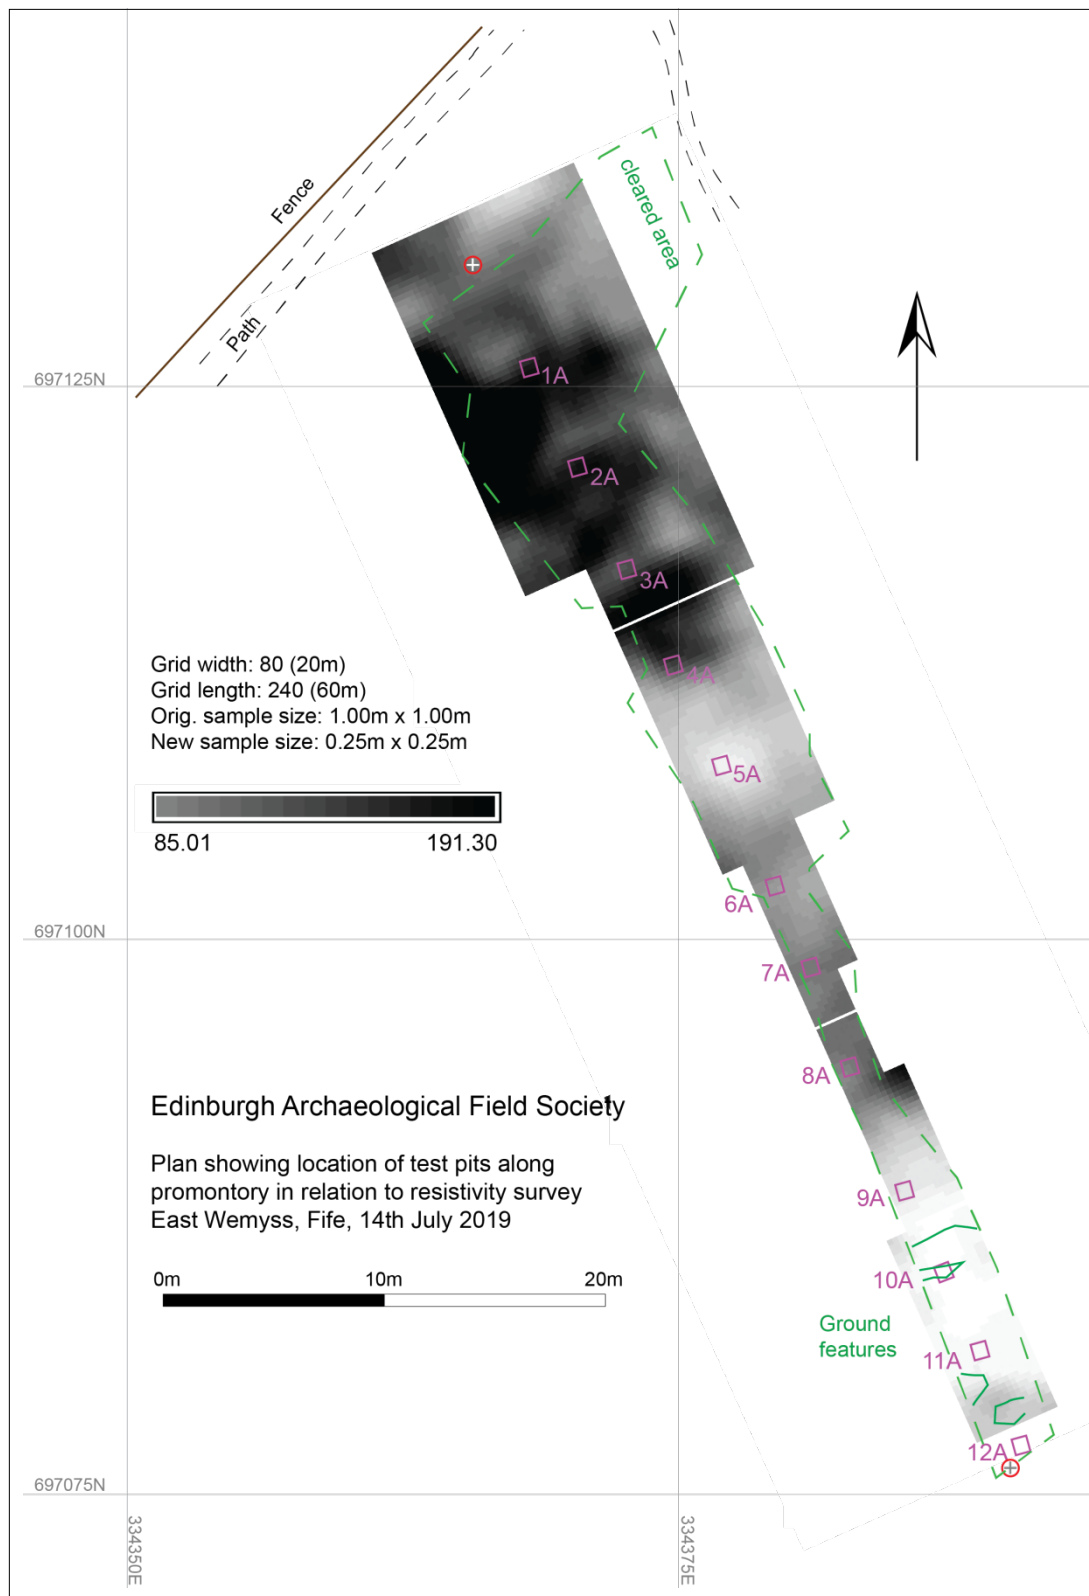 Fence
Path
cleared area
697125N
1A
2A
3A
4A
5A
Grid width: 80 (20m)
Grid length: 240 (60m)
Orig. sample size: 1.00m x 1.00m
New sample size: 0.25m x 0.25m
85.01 191.30
6A
697100N
7A
8A
Edinburgh Archaeological Field Society
Plan showing location of test pits along
promontory in relation to resistivity survey
East Wemyss, Fife, 14th July 2019
9A
0m 10m 20m
10A
Ground
features
11A
12A
697075N
334350E
334375E